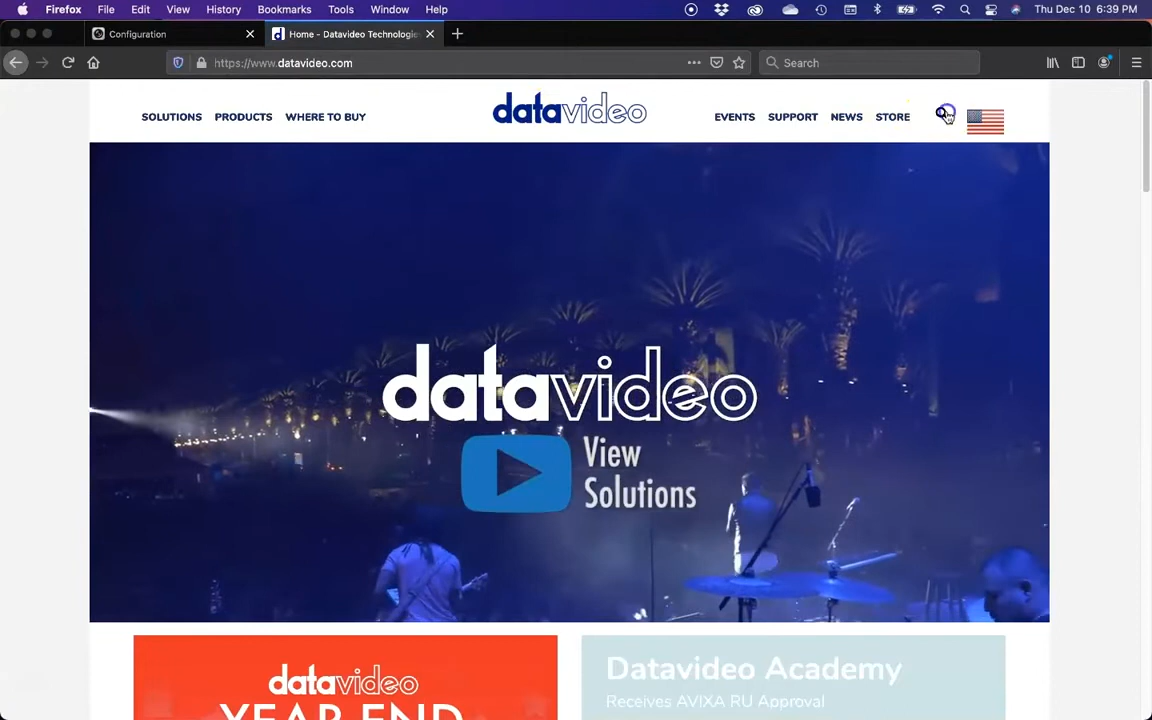 Firefox File Edit View History Bookmarks Tools Window Help Thu Dec 10 6:39 PM
Configuration Home - Datavideo Technologie
https://www.datavideo.com Search
SOLUTIONS PRODUCTS WHERE TO BUY datavideo EVENTS SUPPORT NEWS STORE
datavideo
View
Solutions
datavideo
YEAR END
Datavideo Academy
Receives AVIXA RU Approval